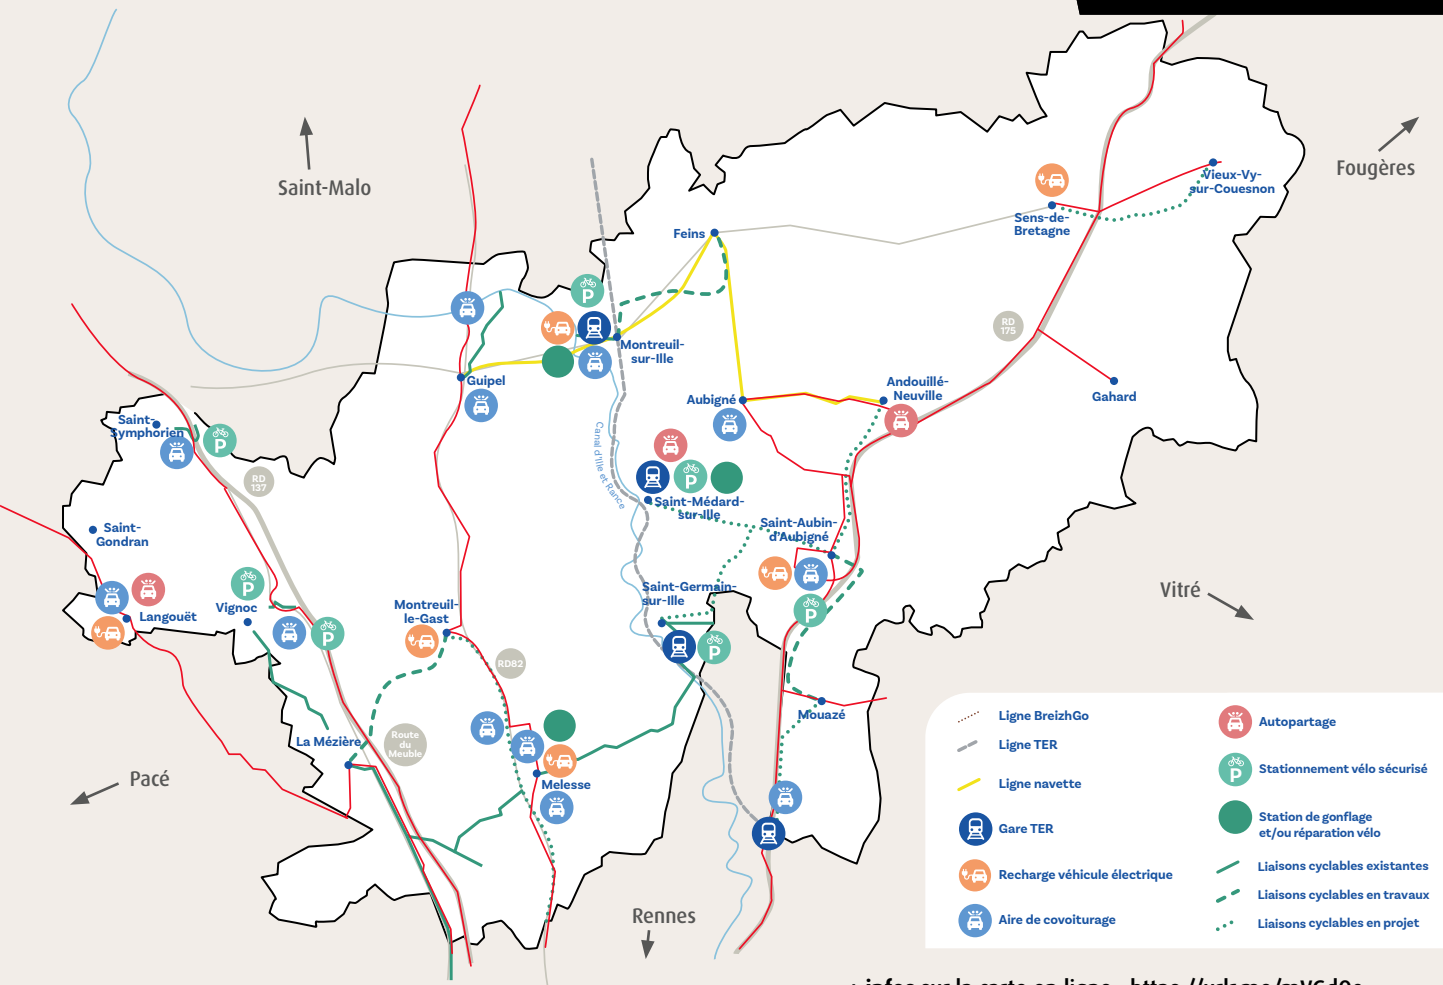 Saint-Malo
Fougères
Vieux-Vy-
sur-Couesnon
Sens-de-
Bretagne
Feins
RD
175
Montreuil-
sur-Ille
Guipel
Aubigné
Andouillé-
Neuville
Gahard
Saint-
Symphorien
Canal d'Ille et Rance
RD
137
Saint-Médard-
sur-Ille
Saint-
Gondran
Saint-Aubin-
d'Aubigné
Saint-Germain-
sur-Ille
Vitré
Langouët
Vignoc
Montreuil-
le-Gast
RD82
Mouazé
La Mézière
Route
du
Meuble
Pacé
Melesse
Rennes
Ligne BreizhGo
Ligne TER
Ligne navette
Gare TER
Recharge véhicule électrique
Aire de covoiturage
Autopartage
P Stationnement vélo sécurisé
Station de gonflage
et/ou réparation vélo
Liaisons cyclables existantes
Liaisons cyclables en travaux
Liaisons cyclables en projet